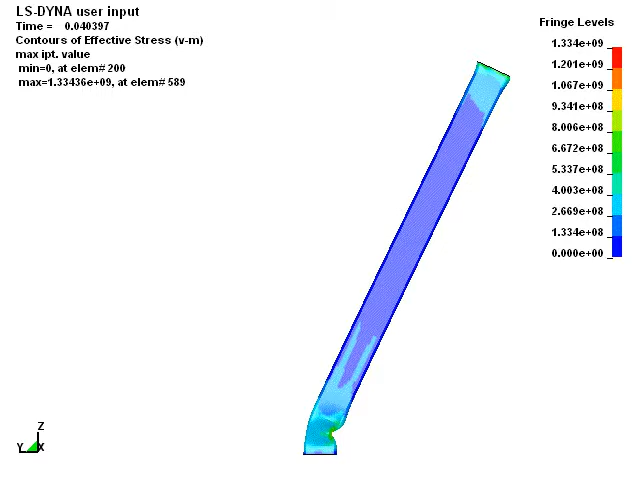 LS-DYNA user input
Time =    0.040397
Contours of Effective Stress (v-m)
max ipt. value
min=0, at elem# 200
max=1.33436e+09, at elem# 589
Fringe Levels
1.334e+09
1.201e+09
1.067e+09
9.341e+08
8.006e+08
6.672e+08
5.337e+08
4.003e+08
2.669e+08
1.334e+08
0.000e+00
Z
Y X